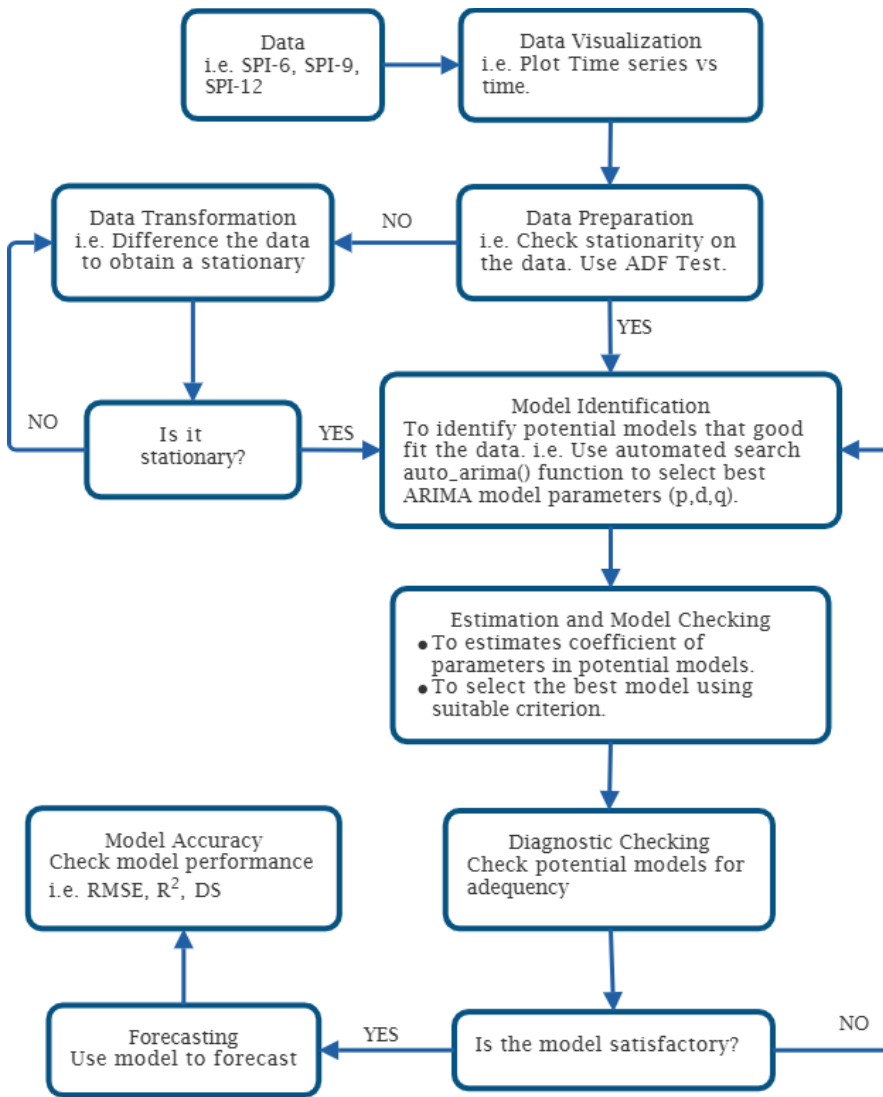 Data
i.e. SPI-6, SPI-9,
SPI-12
Data Visualization
i.e. Plot Time series vs
time.
Data Transformation
i.e. Difference the data
to obtain a stationary
NO
Data Preparation
i.e. Check stationarity on
the data. Use ADF Test.
YES
NO
Is it
stationary?
YES
Model Identification
To identify potential models that good
fit the data. i.e. Use automated search
auto_arima() function to select best
ARIMA model parameters (p,d,q).
Estimation and Model Checking
● To estimates coefficient of
parameters in potential models.
● To select the best model using
suitable criterion.
Model Accuracy
Check model performance
i.e. RMSE, R², DS
Diagnostic Checking
Check potential models for
adequency
Forecasting
Use model to forecast
YES
Is the model satisfactory?
NO